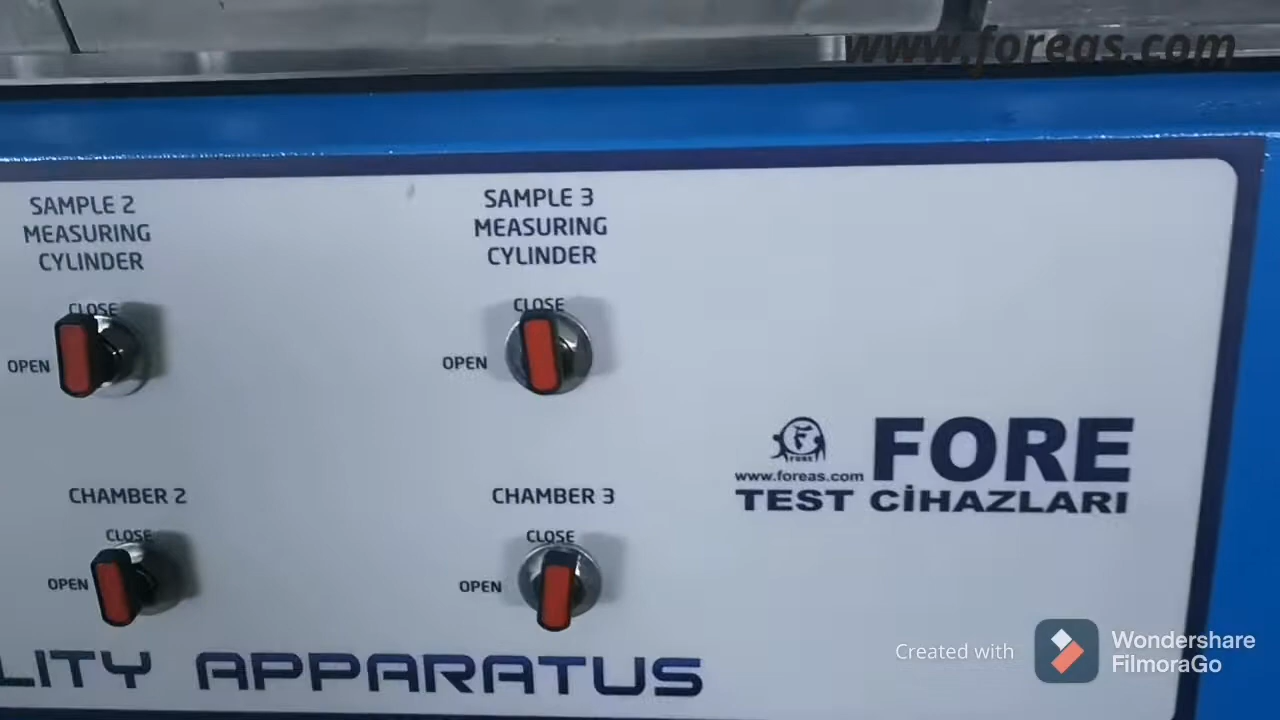 www.foreas.com
SAMPLE 2
MEASURING
CYLINDER
CLOSE
OPEN
SAMPLE 3
MEASURING
CYLINDER
CLOSE
OPEN
FORE
www.foreas.com
FORE
TEST CİHAZLARI
CHAMBER 2
CLOSE
OPEN
CHAMBER 3
CLOSE
OPEN
LITY APPARATUS
Created with
Wondershare
FilmoraGo